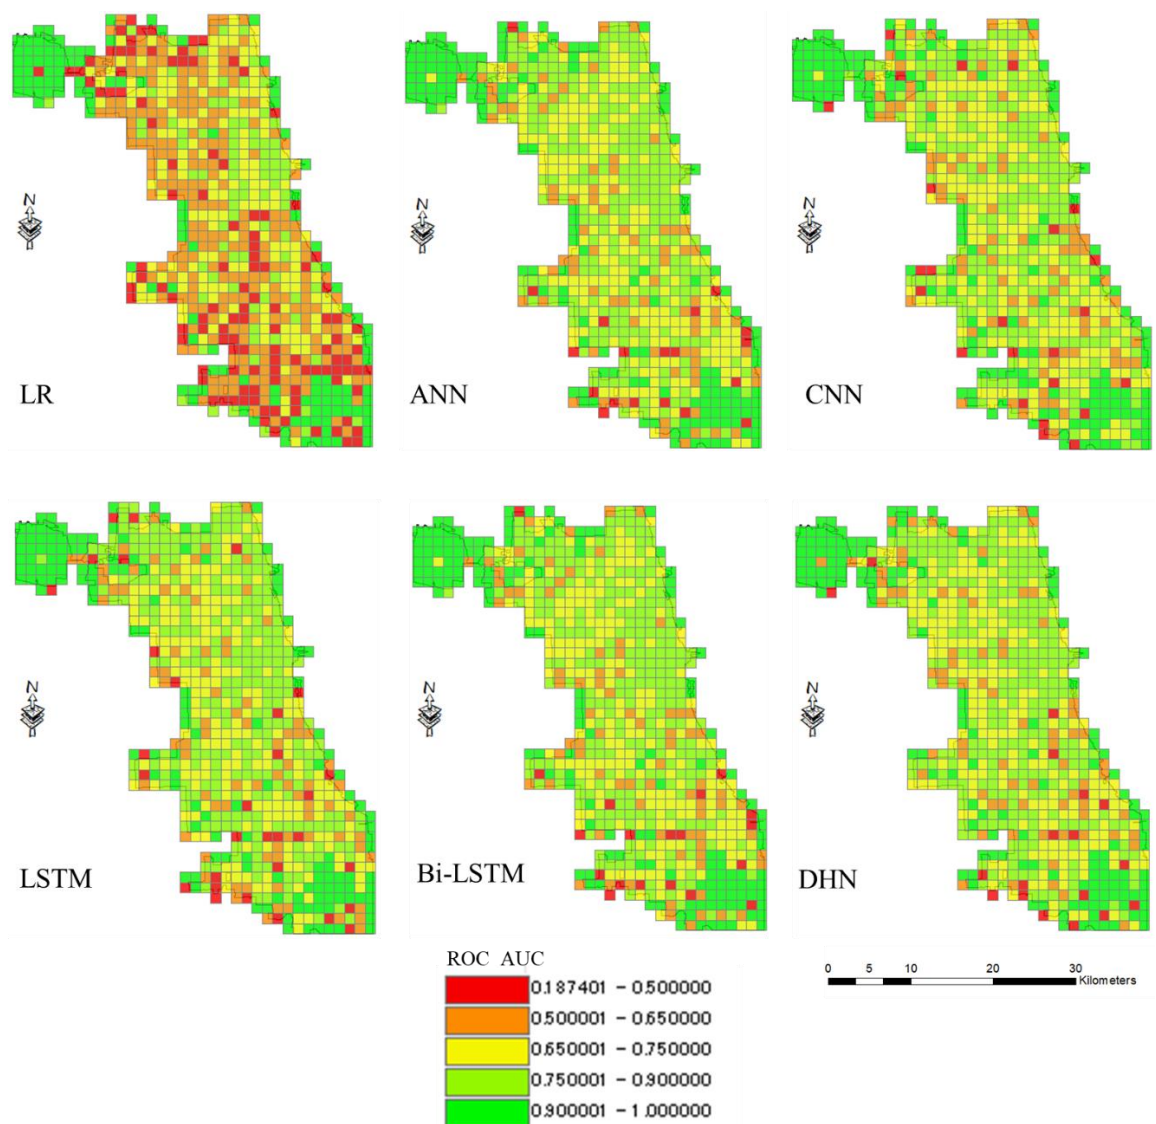 N
N
N
LR
ANN
CNN
N
N
N
LSTM
Bi-LSTM
DHN
ROC AUC
0.187401 - 0.500000
0.500001 - 0.650000
0.650001 - 0.750000
0.750001 - 0.900000
0.900001 - 1.000000
0 5 10 20 30
Kilometers